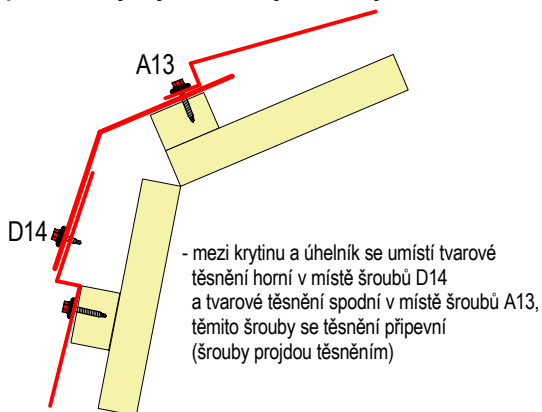 A13
D14
- mezi krytinu a úhelník se umístí tvarové
těsnění horní v místě šroubů D14
a tvarové těsnění spodní v místě šroubů A13,
těmito šrouby se těsnění připevní
(šrouby projdou těsněním)